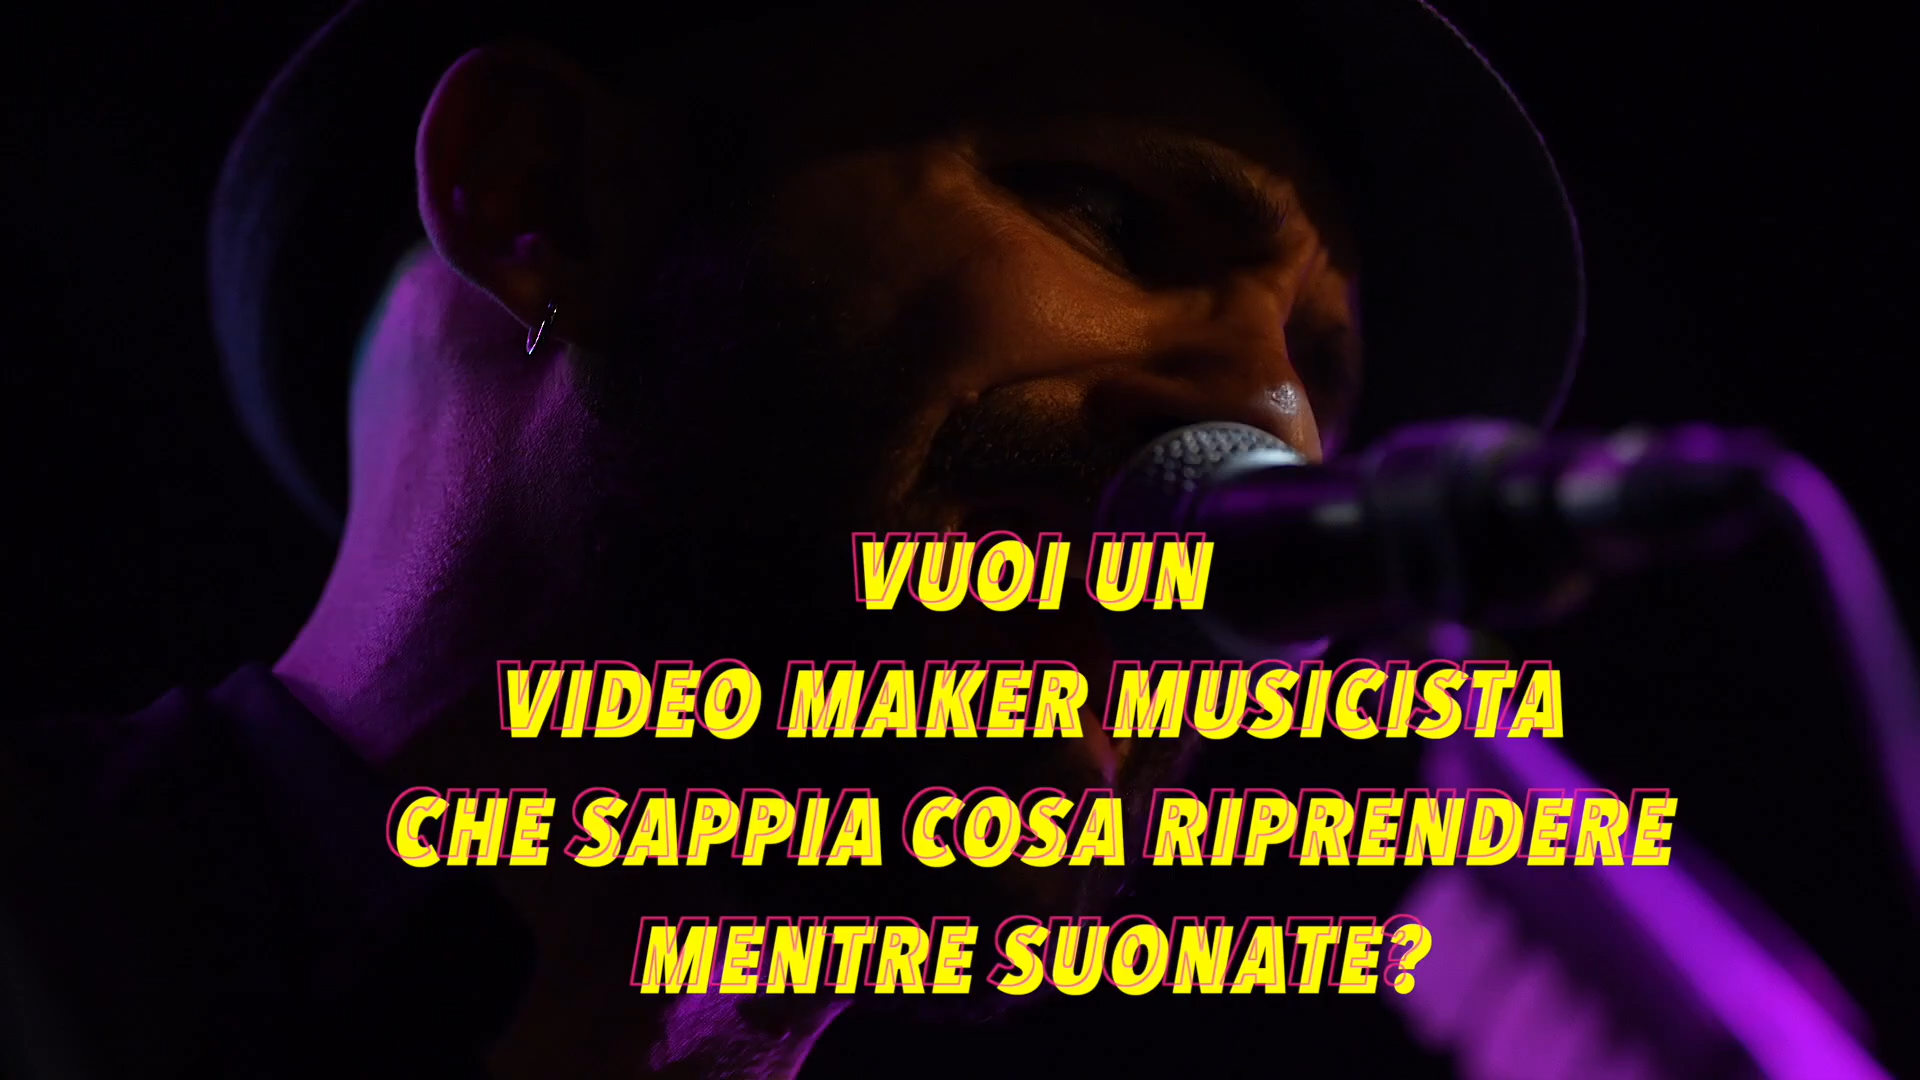 VUOI UN
VIDEO MAKER MUSICISTA
CHE SAPPIA COSA RIPRENDERE
MENTRE SUONATE?